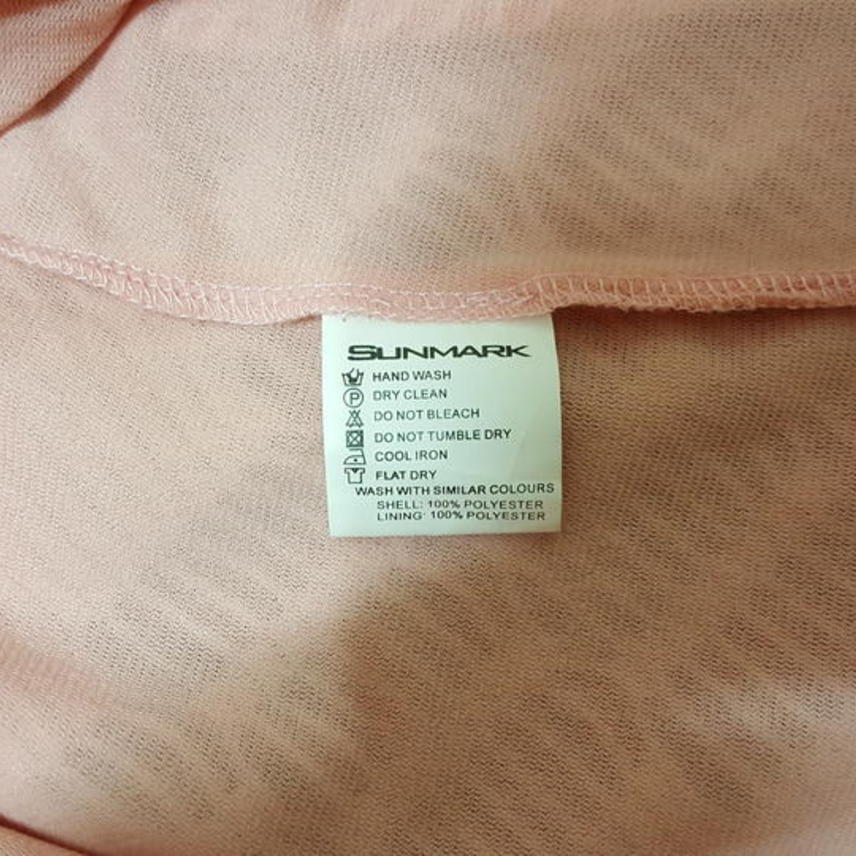 SUNMARK
HAND WASH
P DRY CLEAN
DO NOT BLEACH
DO NOT TUMBLE DRY
COOL IRON
FLAT DRY
WASH WITH SIMILAR COLOURS
SHELL: 100% POLYESTER
LINING: 100% POLYESTER